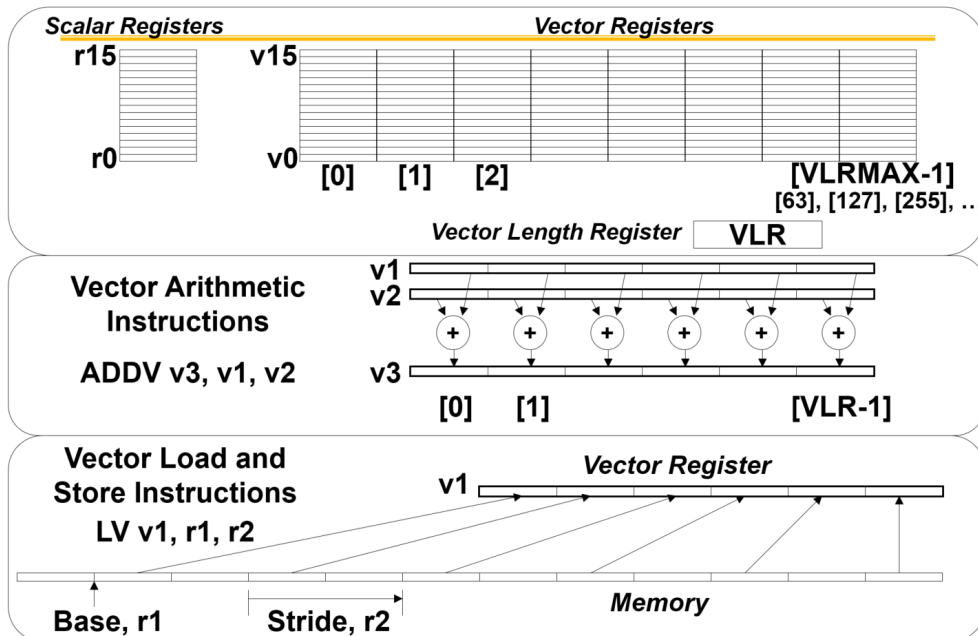 Scalar Registers
Vector Registers
r15
v15
r0
v0
[0]
[1]
[2]
[VLRMAX-1]
[63], [127], [255], ...
Vector Length Register
VLR
Vector Arithmetic
Instructions
ADDV v3, v1, v2
v1
v2
+ + + + + +
v3
[0]
[1]
[VLR-1]
Vector Load and
Store Instructions
LV v1, r1, r2
Vector Register
v1
Base, r1
Stride, r2
Memory